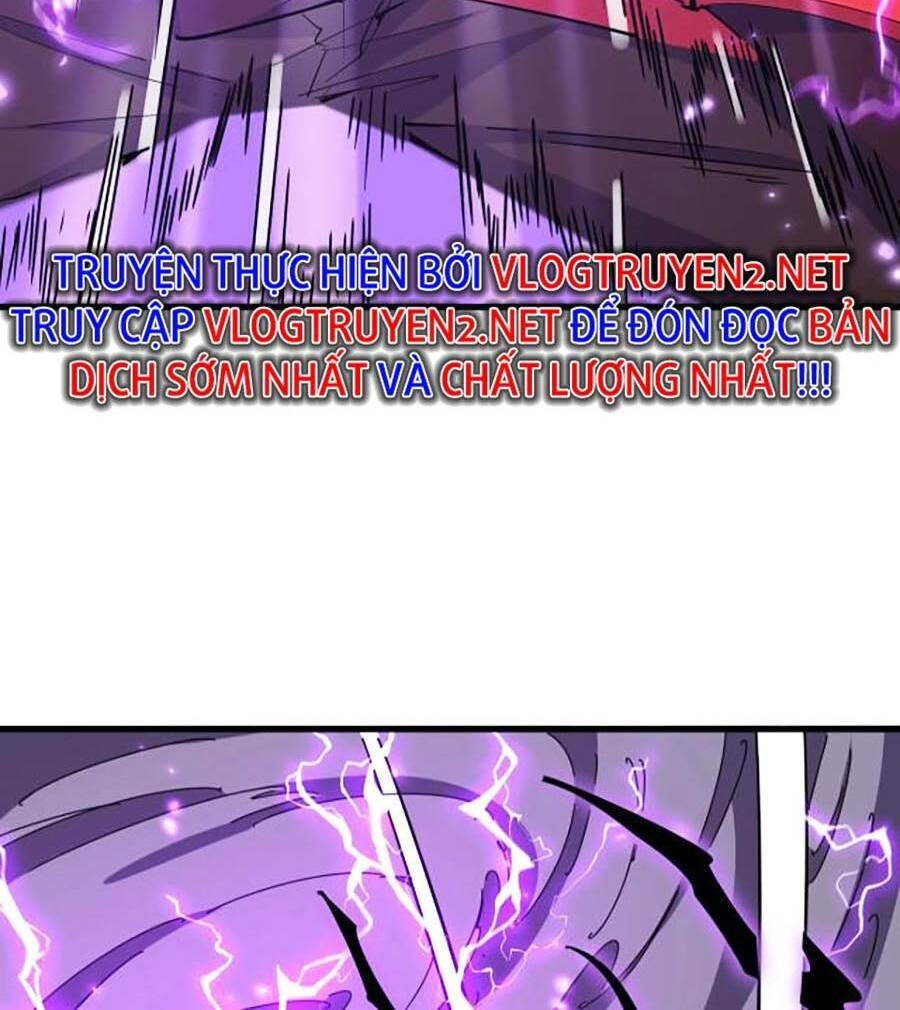 TRUYỆN THỰC HIỆN BỞI VLOGTRUYEN2.NET
TRUY CẬP VLOGTRUYEN2.NET ĐỂ ĐÓN ĐỌC BẢN
DỊCH SỚM NHẤT VÀ CHẤT LƯỢNG NHẤT!!!